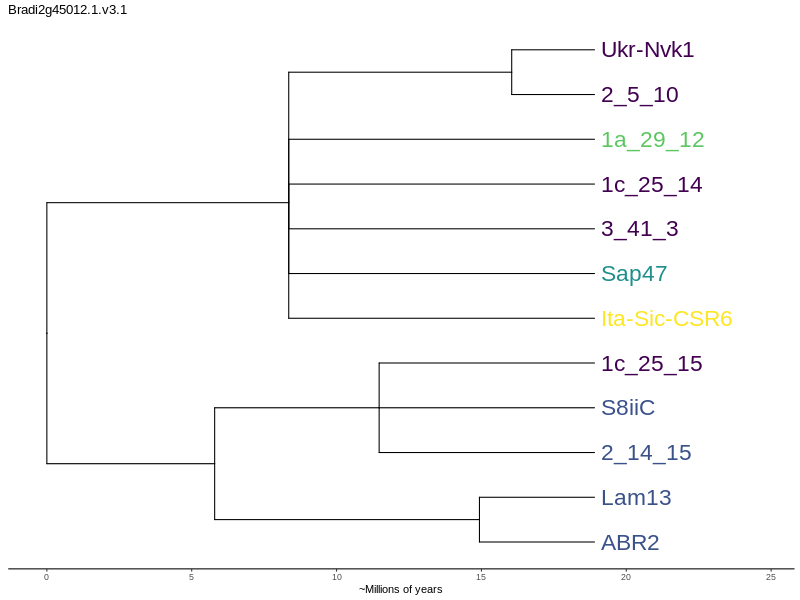 Bradi2g45012.1.v3.1
Ukr-Nvk1
2_5_10
1a_29_12
1c_25_14
3_41_3
Sap47
Ita-Sic-CSR6
1c_25_15
S8iiC
2_14_15
Lam13
ABR2
0 5 10 15 20 25
~Millions of years